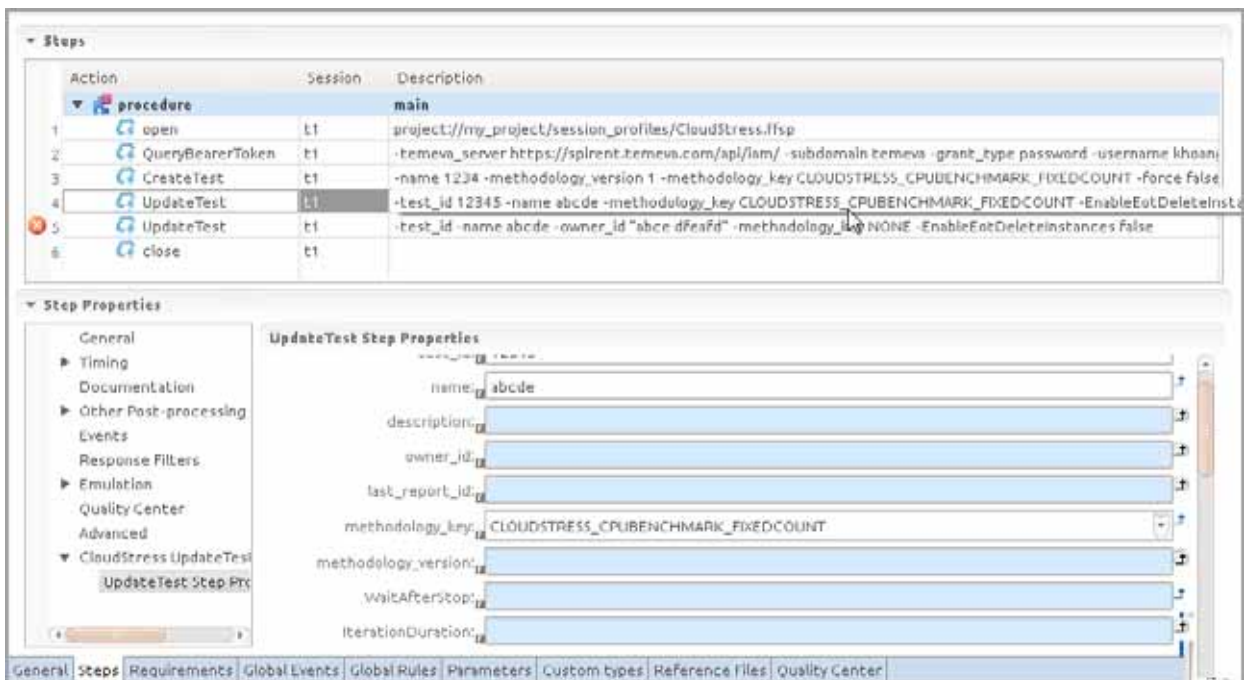 Steps
Action Session Description
procedure main
1 open t1 project://my_project/session_profiles/CloudStress.ffsp
2 QueryBearerToken t1 -temeva_server https://spirent.temeva.com/api/iam/ -subdomain temeva -grant_type password -username khoan
3 CreateTest t1 -name 1234 -methodology_version 1 -methodology_key CLOUDSTRESS_CPUBENCHMARK_FIXEDCOUNT -force false
4 UpdateTest t1 -test_id 12345 -name abcde -methodology_key CLOUDSTRESS_CPUBENCHMARK_FIXEDCOUNT -EnableEotDeleteInsta
5 UpdateTest t1 -test_id -name abcde -owner_id "abce dfeafd" NONE -EnableEotDeleteInstances false
6 close t1
Step Properties
General
UpdateTest Step Properties
Timing
12345
Documentation
name: abcde
Other Post-processing
description:
Events
owner_id:
Response Filters
Emulation
last_report_id:
Quality Center
methodology_key: CLOUDSTRESS_CPUBENCHMARK_FIXEDCOUNT
Advanced
CloudStress UpdateTest
methodology_version:
UpdateTest Step Pro
WaitAfterStop:
IterationDuration:
General Steps Requirements Global Events Global Rules Parameters Custom types Reference Files Quality Center